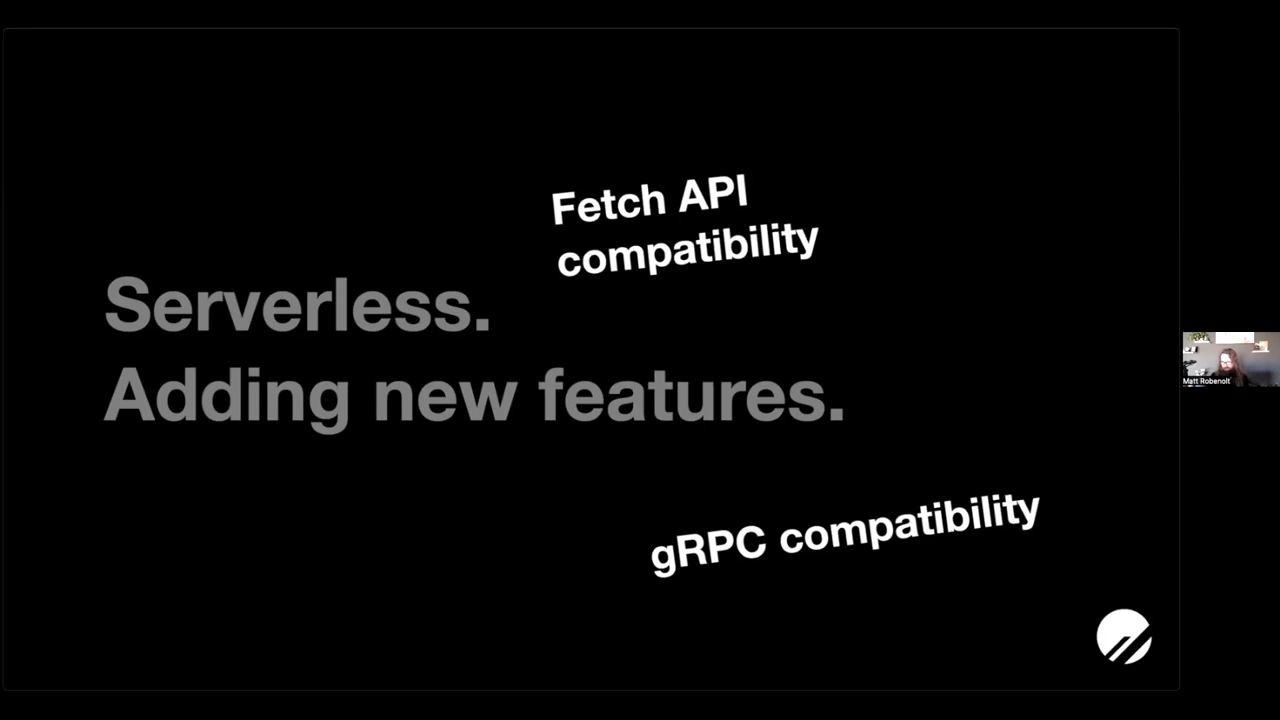 Fetch API
compatibility
Serverless.
Adding new features.
gRPC compatibility
Matt Robenolt